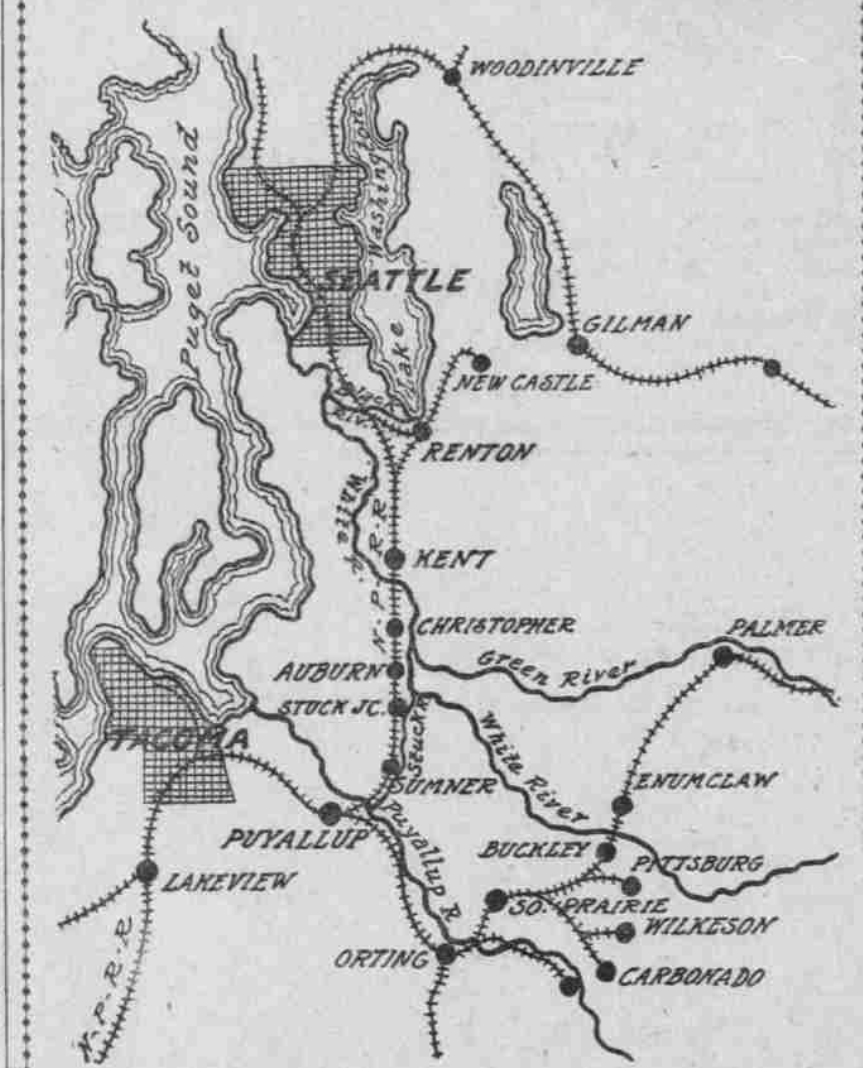 WOODINVILLE
Puget Sound
Lake Washington
SEATTLE
GILMAN
NEW CASTLE
River
RENTON
White R.
N.P.R.R
KENT
CHRISTOPHER
PALMER
Green River
AUBURN
STUCK JC.
Stuck R
White River
TACOMA
SUMNER
ENUMCLAW
PUYALLUP
Puyallup R
BUCKLEY
PITTSBURG
LAKEVIEW
SO. PRAIRIE
WILKESON
N.P.R.R
ORTING
CARBONADO